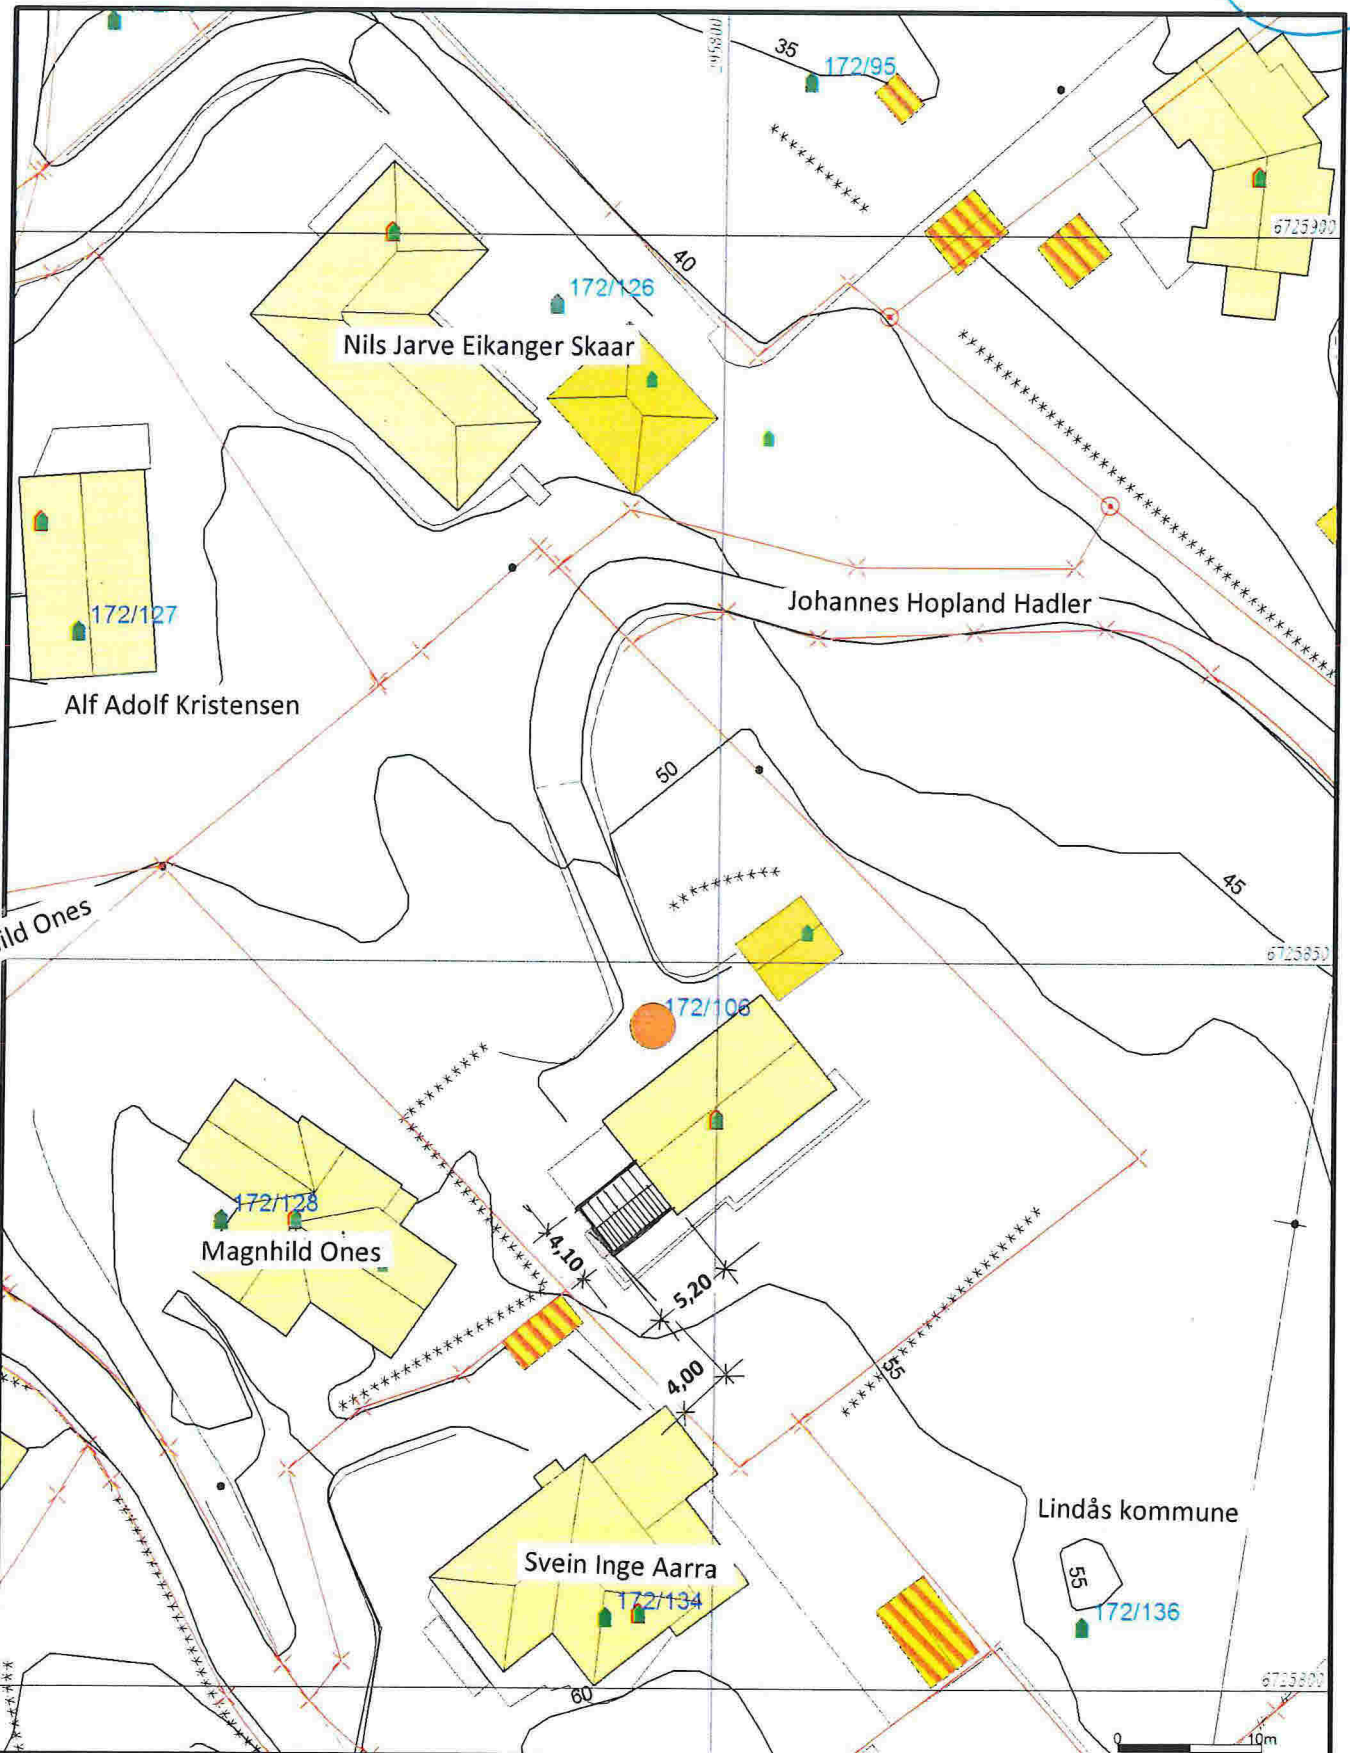 35
172/95
6725900
40
172/126
Nils Jarve Eikanger Skaar
Johannes Hopland Hadler
172/127
Alf Adolf Kristensen
50
45
ild Ones
6725850
172/106
172/128
Magnhild Ones
4,10
5,20
4,00
55
Lindås kommune
Svein Inge Aarra
55
172/134
172/136
6725800
60
0 10m